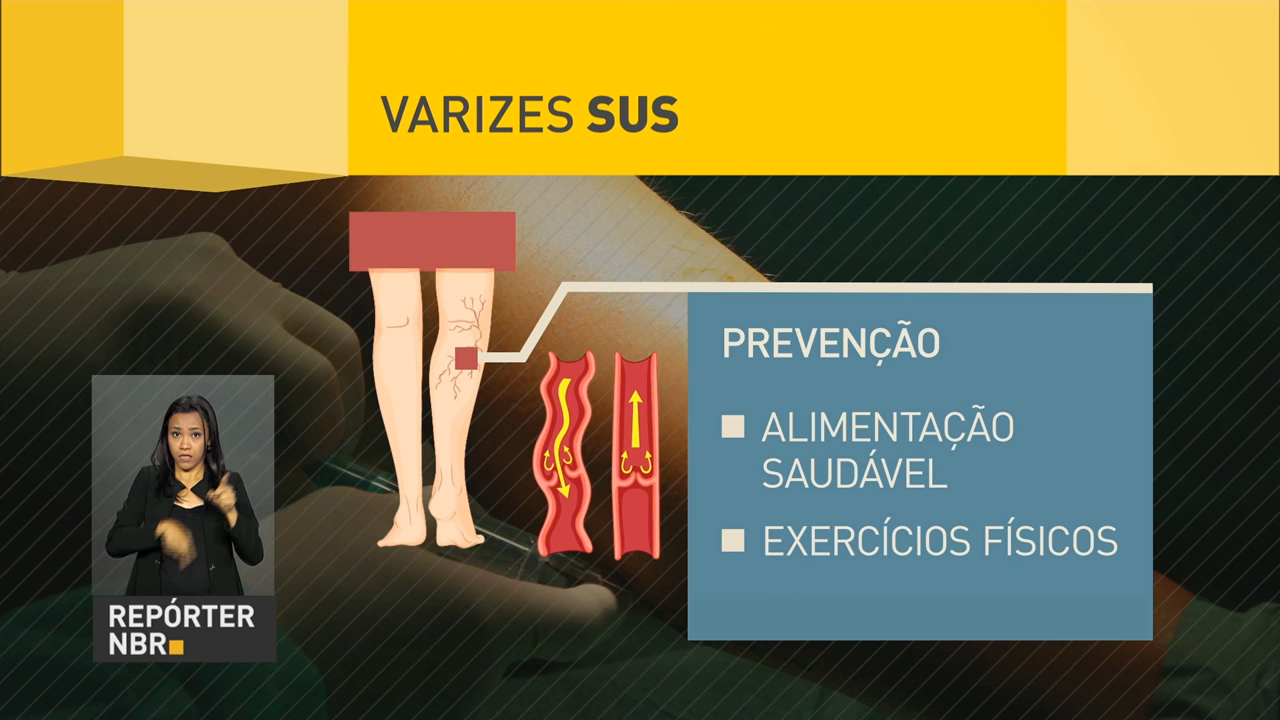 VARIZES SUS
PREVENÇÃO
ALIMENTAÇÃO
SAUDÁVEL
EXERCÍCIOS FÍSICOS
REPÓRTER
NBR